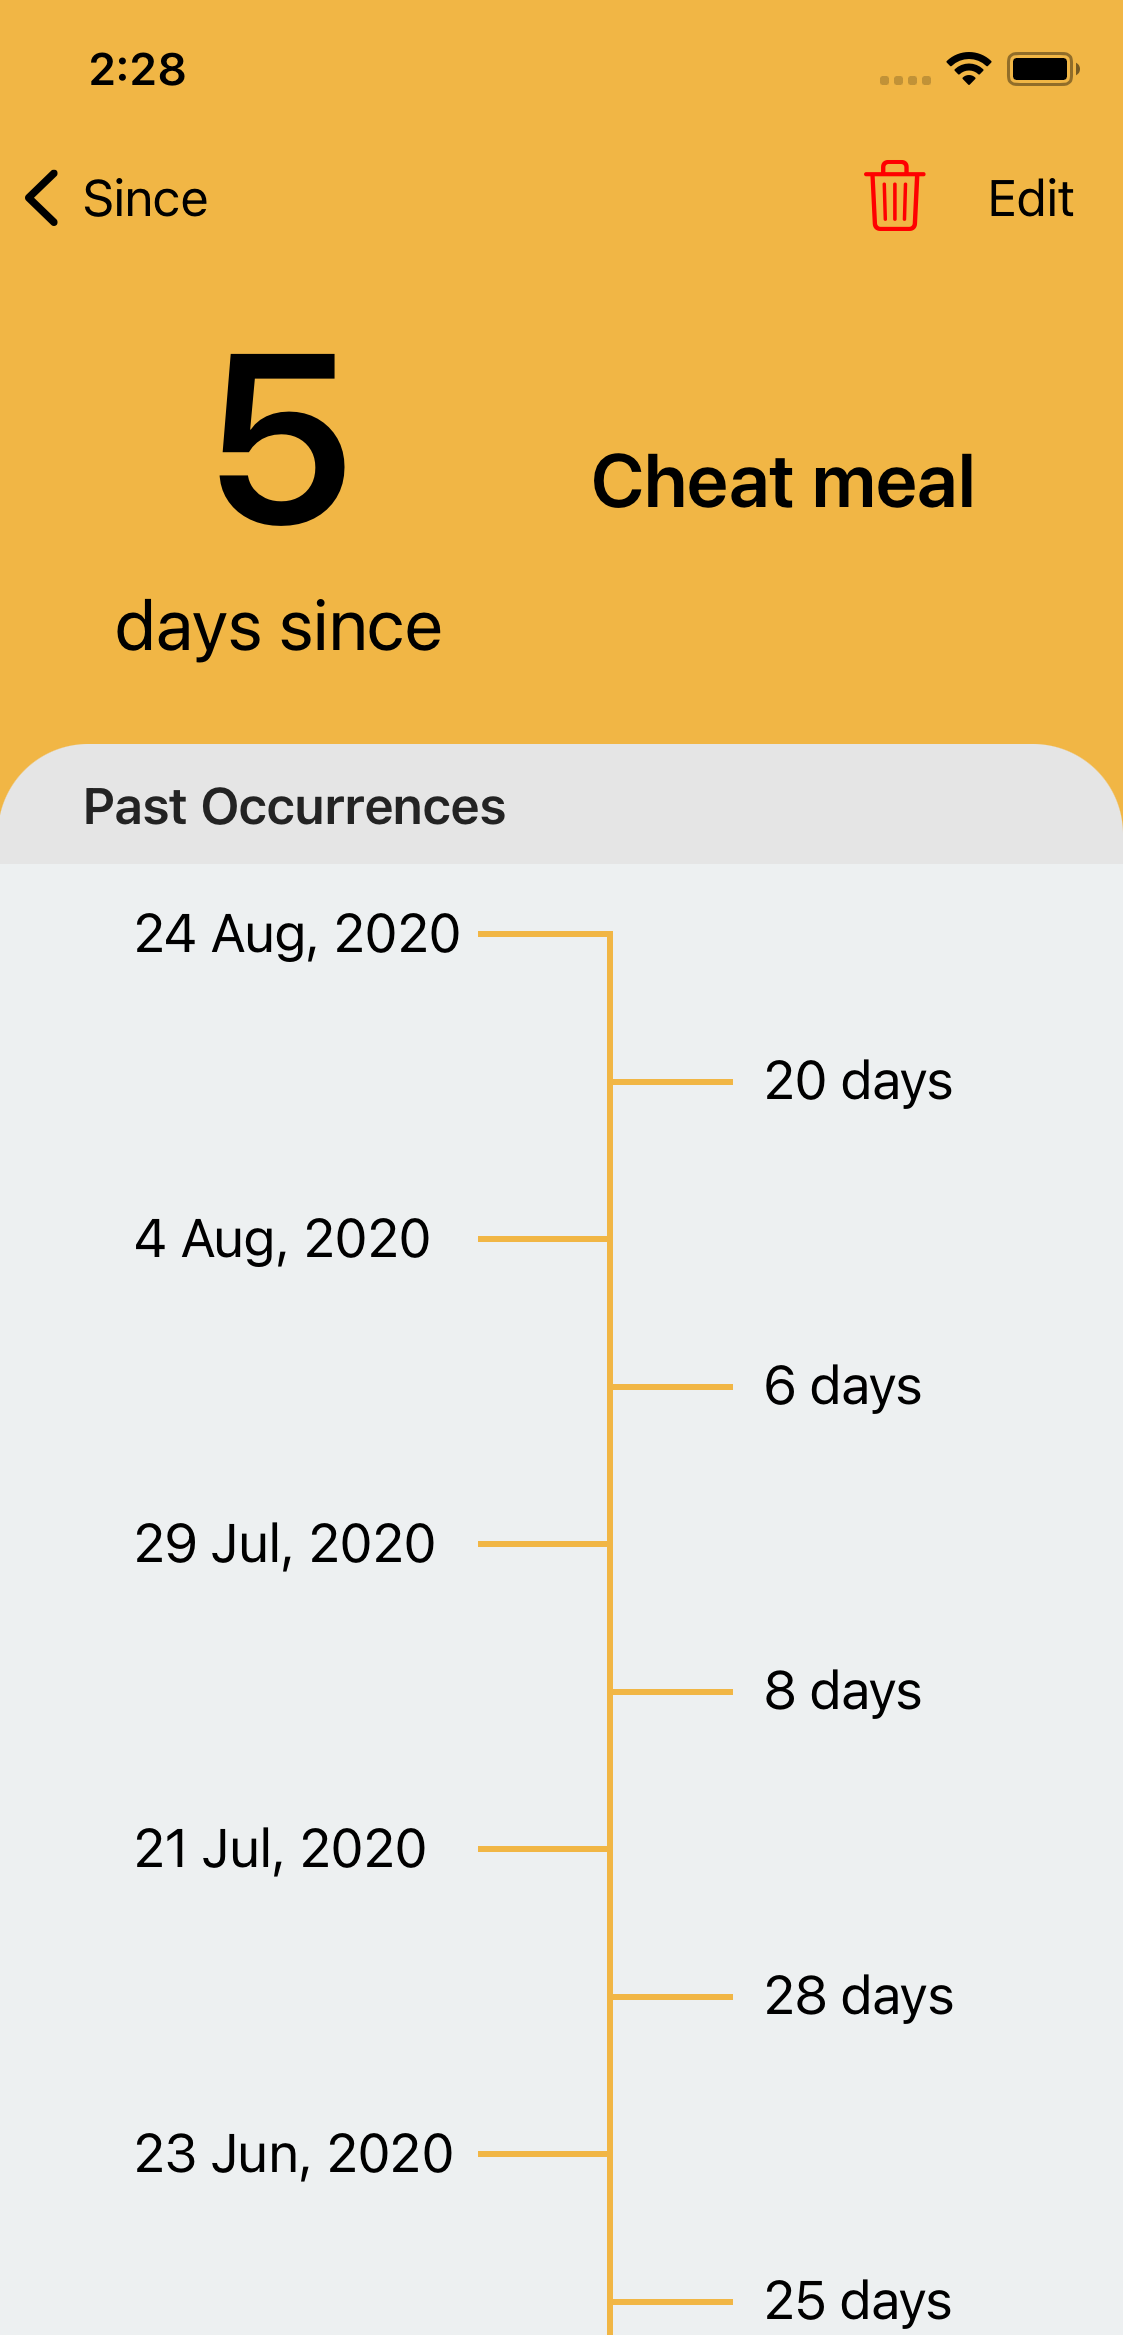 2:28
Since
Edit
5
Cheat meal
days since
Past Occurrences
24 Aug, 2020
20 days
4 Aug, 2020
6 days
29 Jul, 2020
8 days
21 Jul, 2020
28 days
23 Jun, 2020
25 days